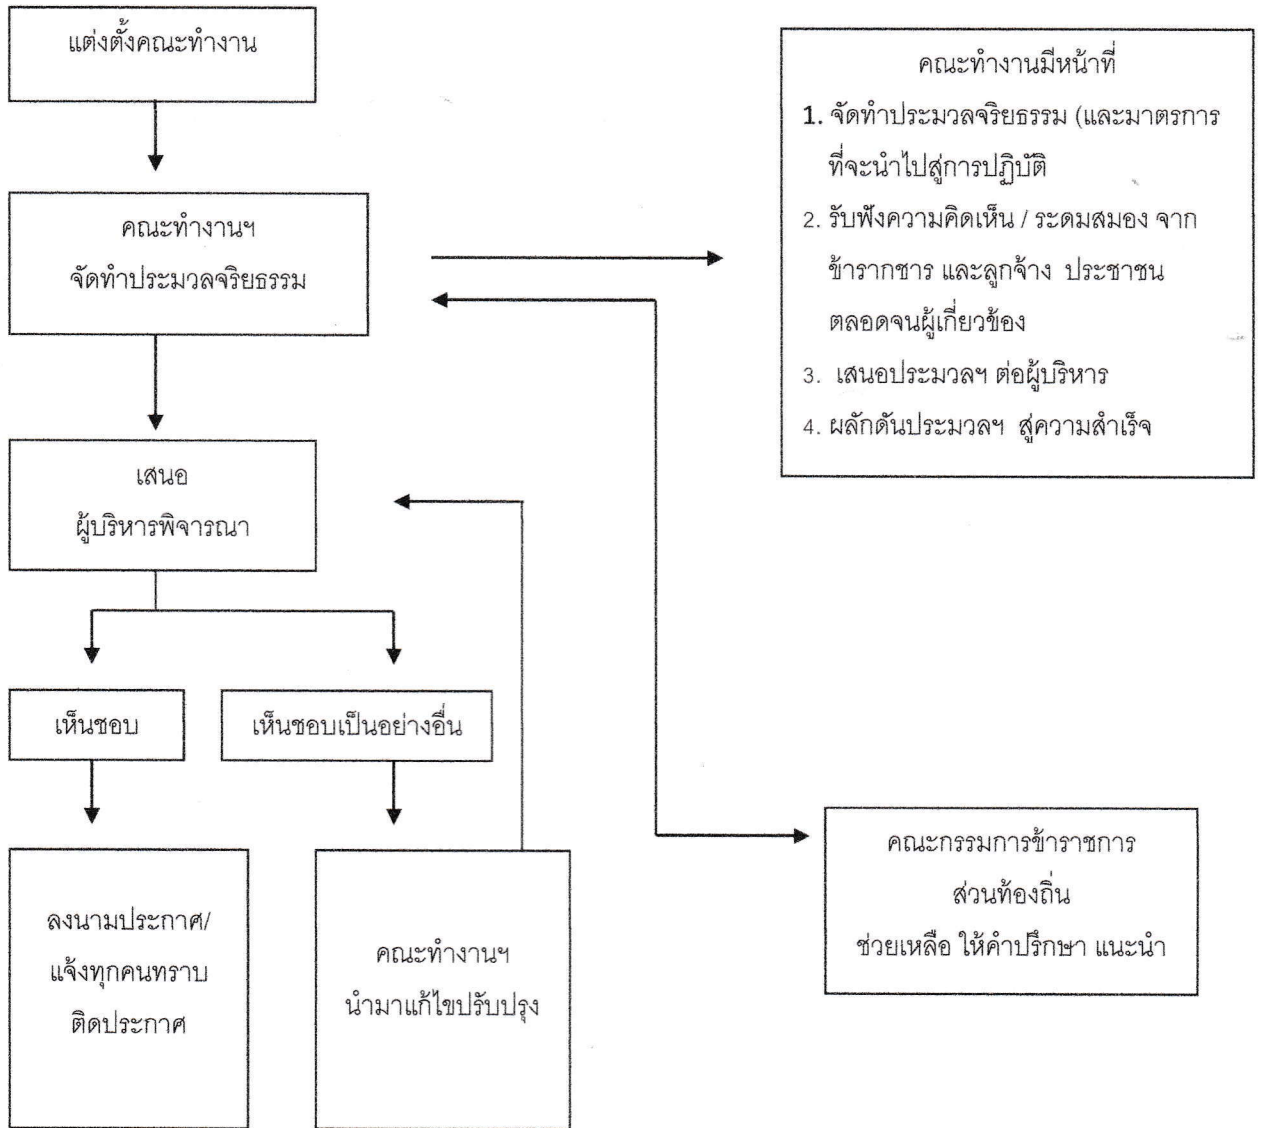 แต่งตั้งคณะทำงาน
คณะทำงานฯ
จัดทำประมวลจริยธรรม
คณะทำงานมีหน้าที่
1. จัดทำประมวลจริยธรรม (และมาตรการ
ที่จะนำไปสู่การปฏิบัติ
2. รับฟังความคิดเห็น / ระดมสมอง จาก
ข้ารากชาร และลูกจ้าง ประชาชน
ตลอดจนผู้เกี่ยวข้อง
3. เสนอประมวลฯ ต่อผู้บริหาร
4. ผลักดันประมวลฯ สู่ความสำเร็จ
เสนอ
ผู้บริหารพิจารณา
เห็นชอบ
เห็นชอบเป็นอย่างอื่น
ลงนามประกาศ/
แจ้งทุกคนทราบ
ติดประกาศ
คณะทำงานฯ
นำมาแก้ไขปรับปรุง
คณะกรรมการข้าราชการ
ส่วนท้องถิ่น
ช่วยเหลือ ให้คำปรึกษา แนะนำ